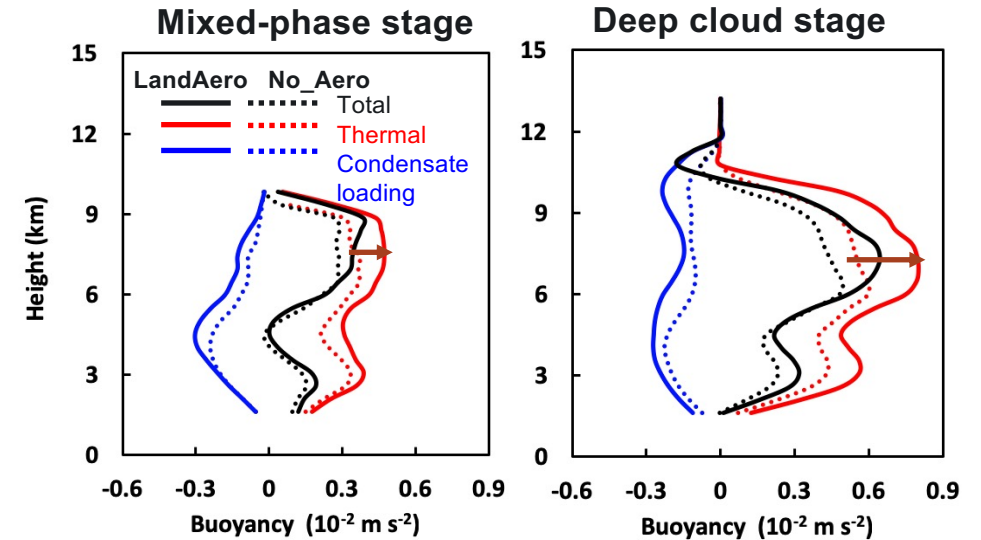 Mixed-phase stage
Deep cloud stage
15
12
9
6
3
0
Height (km)
LandAero No_Aero
Total
Thermal
Condensate
loading
-0.6 -0.3 0 0.3 0.6 0.9
Buoyancy (10⁻² m s⁻²)
15
12
9
6
3
0
-0.6 -0.3 0 0.3 0.6 0.9
Buoyancy (10⁻² m s⁻²)